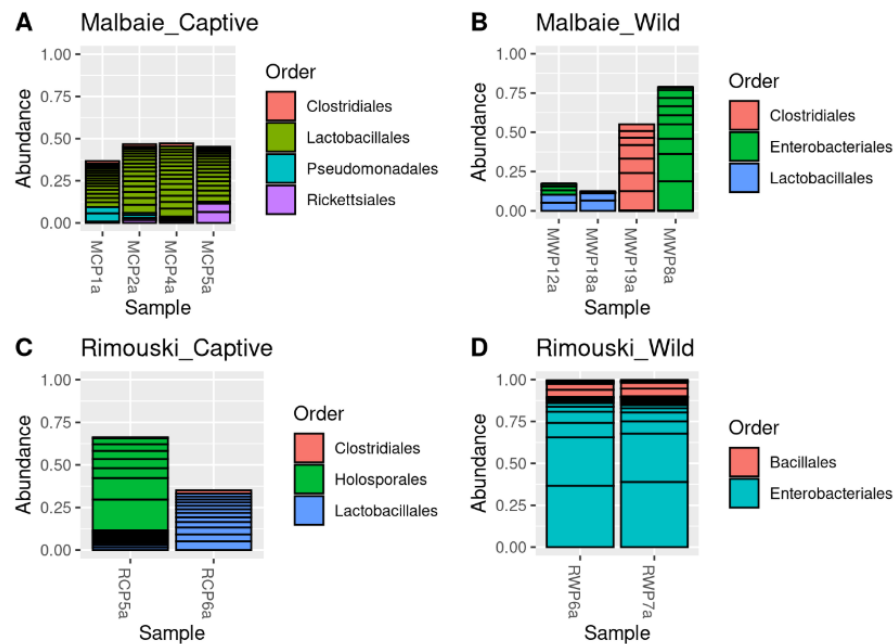 A Malbaie_Captive
1.00
0.75
0.50
0.25
0.00
Abundance
MCP1a
MCP2a
MCP4a
MCP5a
Sample
Order
Clostridiales
Lactobacillales
Pseudomonadales
Rickettsiales
B Malbaie_Wild
1.00
0.75
0.50
0.25
0.00
Abundance
MWP12a
MWP18a
MWP19a
MWP8a
Sample
Order
Clostridiales
Enterobacteriales
Lactobacillales
C Rimouski_Captive
1.00
0.75
0.50
0.25
0.00
Abundance
RCP5a
RCP6a
Sample
Order
Clostridiales
Holosporales
Lactobacillales
D Rimouski_Wild
1.00
0.75
0.50
0.25
0.00
Abundance
RWP6a
RWP7a
Sample
Order
Bacillales
Enterobacteriales